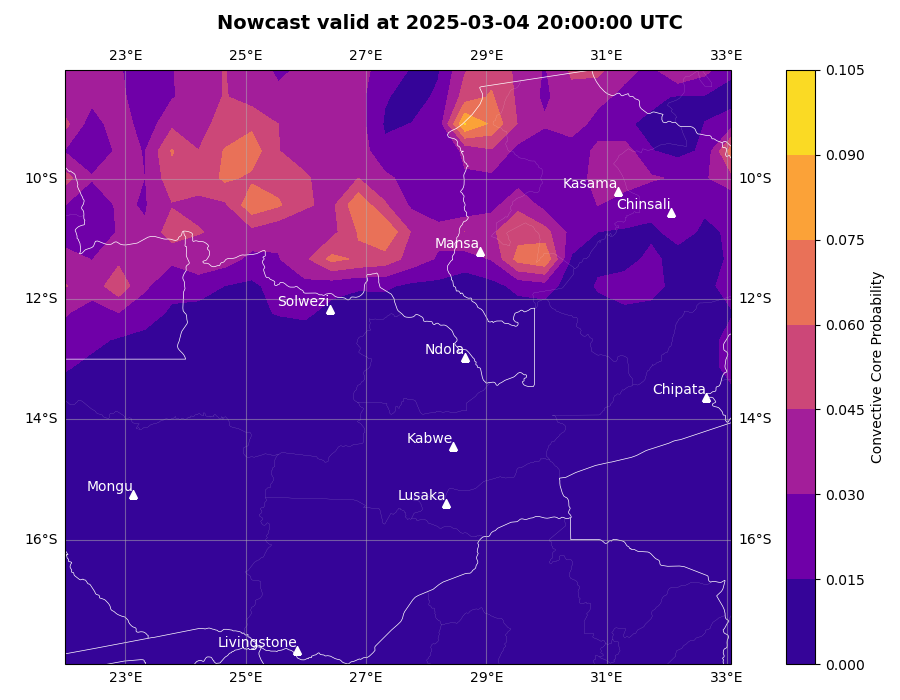 Nowcast valid at 2025-03-04 20:00:00 UTC
23°E 25°E 27°E 29°E 31°E 33°E
0.105
0.090
10°S 10°S
Kasama
Chinsali
Mansa
0.075
12°S 12°S
Solwezi
0.060
Ndola
Chipata
0.045
14°S 14°S
Kabwe
Mongu
Lusaka
0.030
16°S 16°S
0.015
Livingstone
0.000
23°E 25°E 27°E 29°E 31°E 33°E
Convective Core Probability